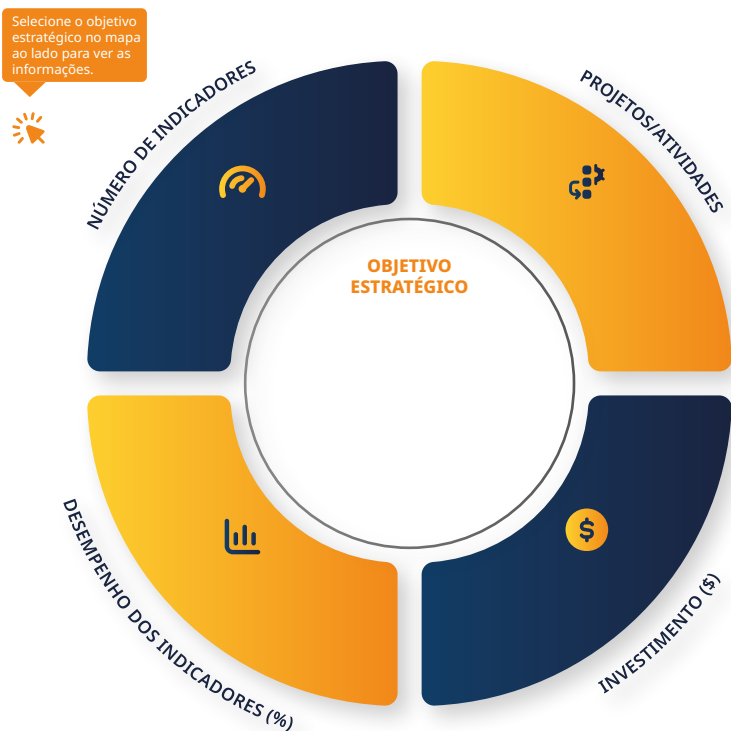 Selecione o objetivo
estratégico no mapa
ao lado para ver as
informações.
NÚMERO DE INDICADORES
PROJETOS/ATIVIDADES
OBJETIVO
ESTRATÉGICO
$
DESEMPENHO DOS INDICADORES (%)
INVESTIMENTO ($)